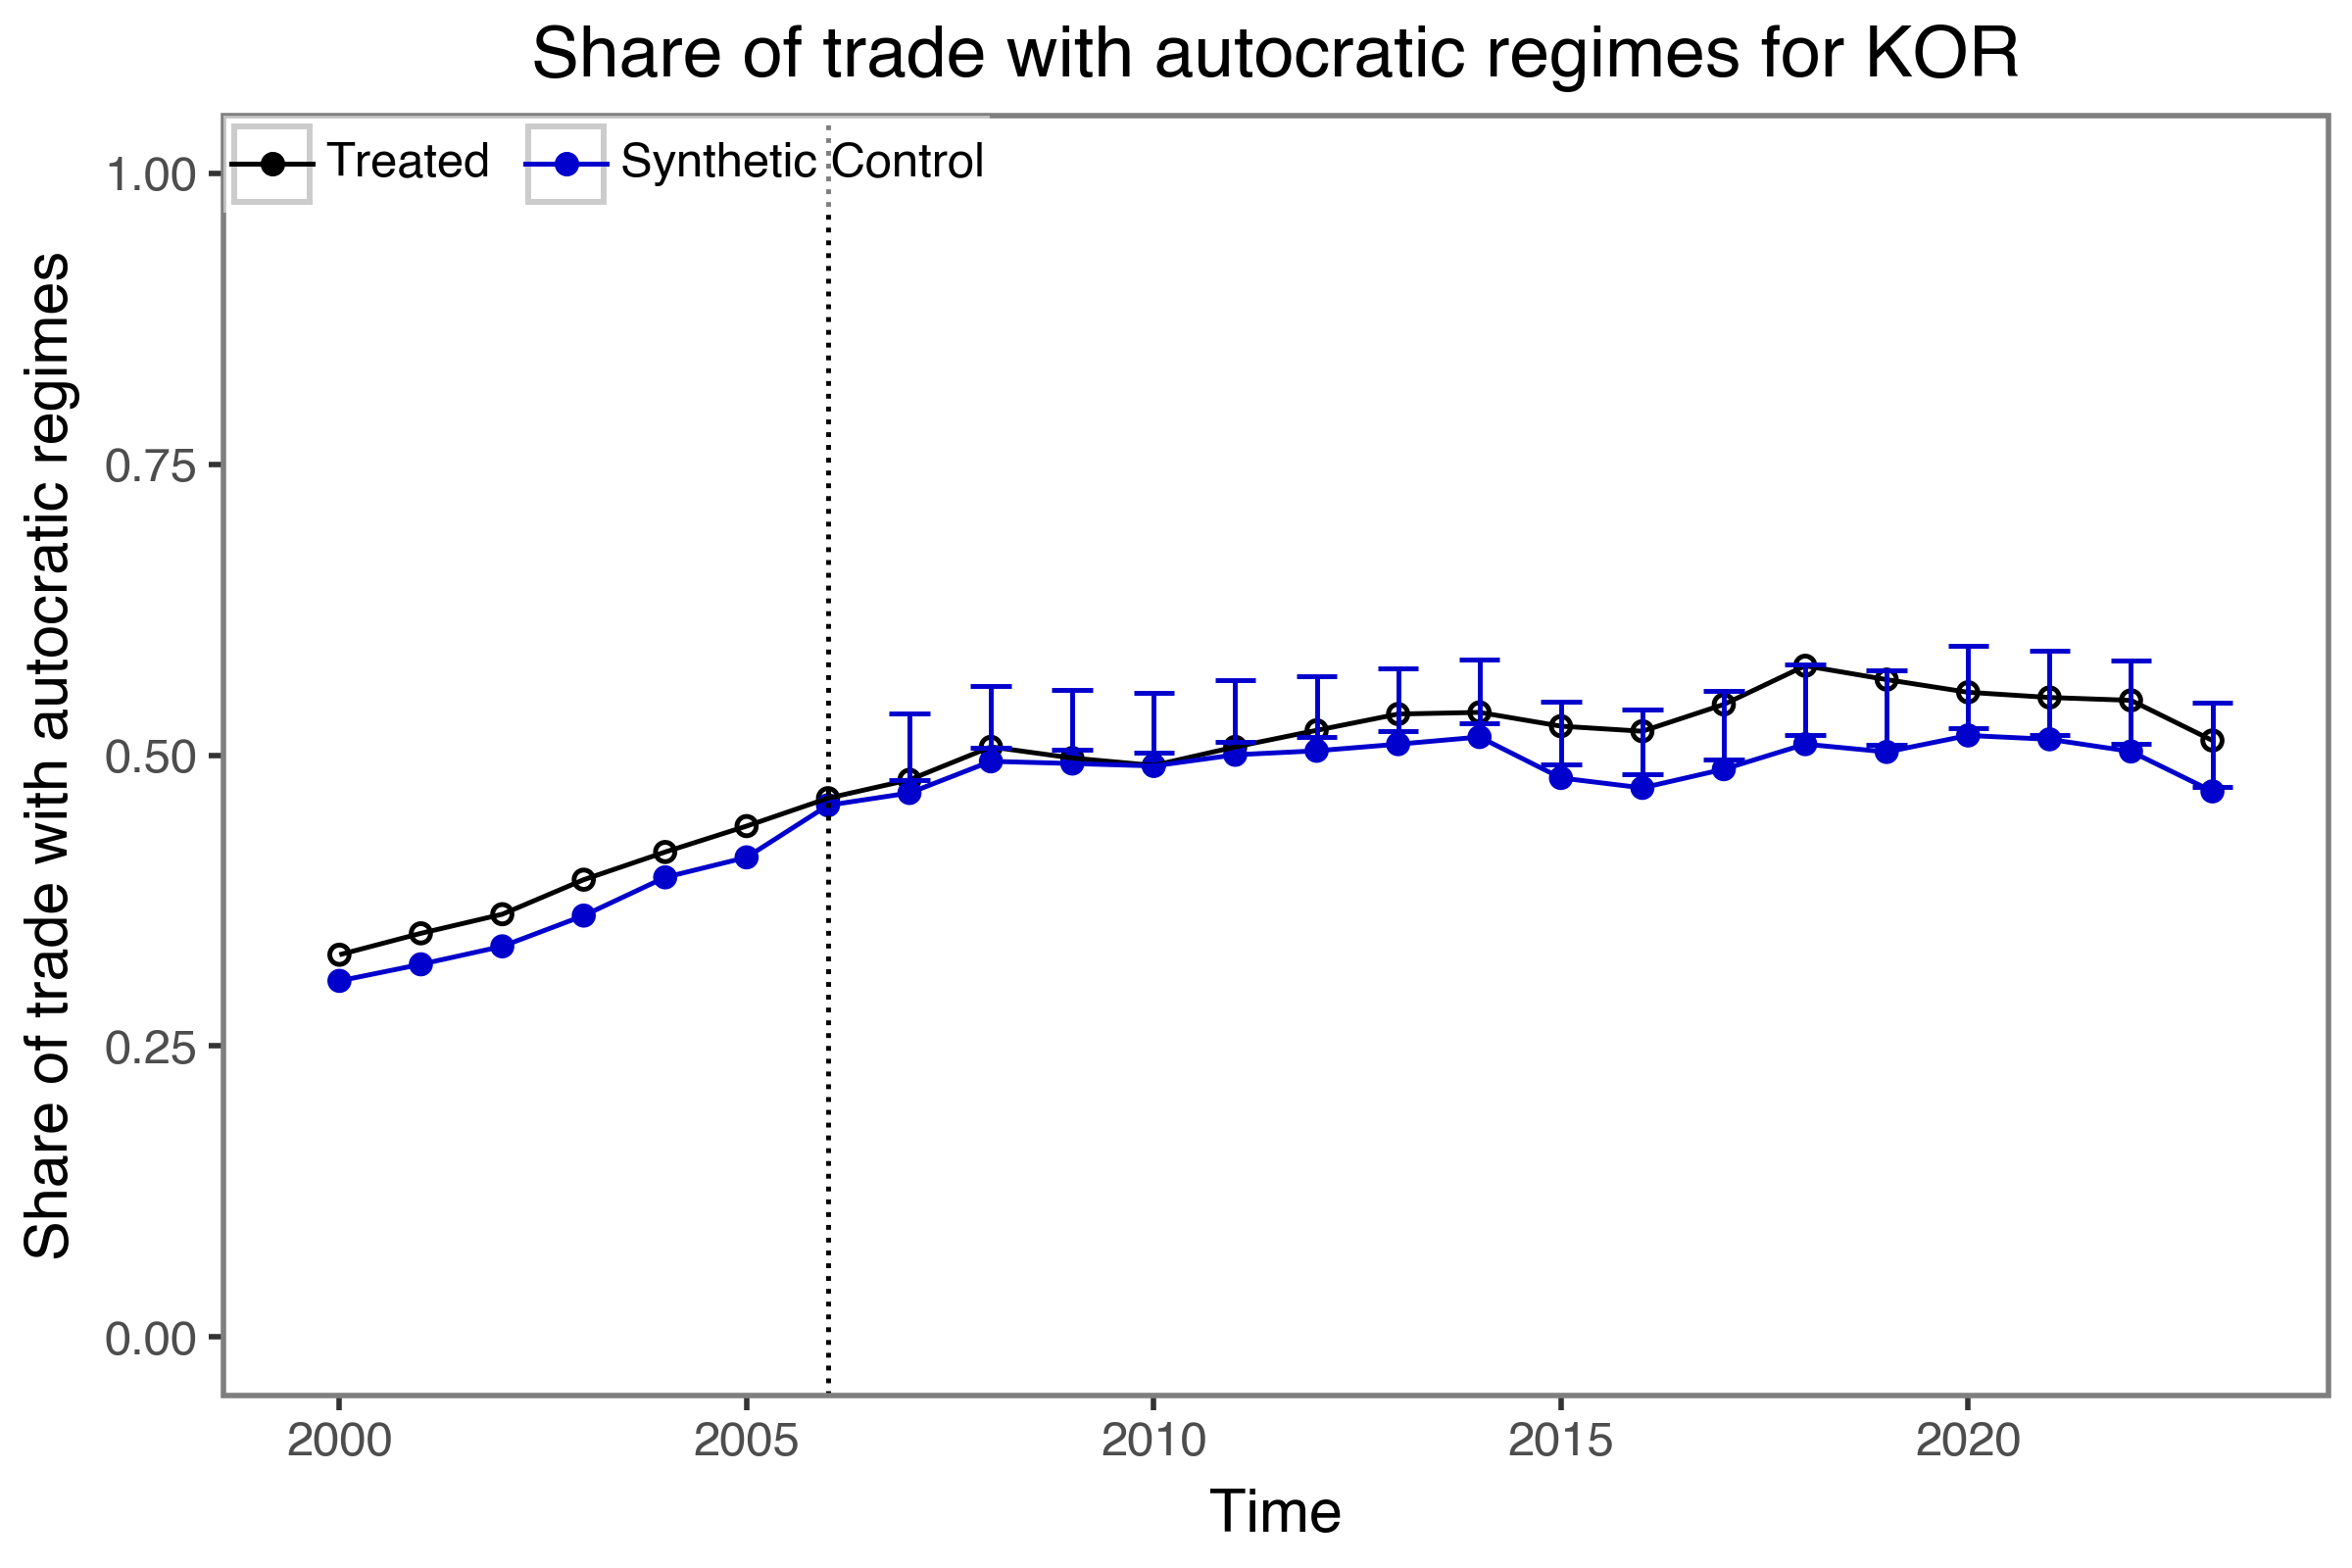 Share of trade with autocratic regimes for KOR
Treated
Synthetic Control
Share of trade with autocratic regimes
1.00
0.75
0.50
0.25
0.00
2000
2005
2010
2015
2020
Time